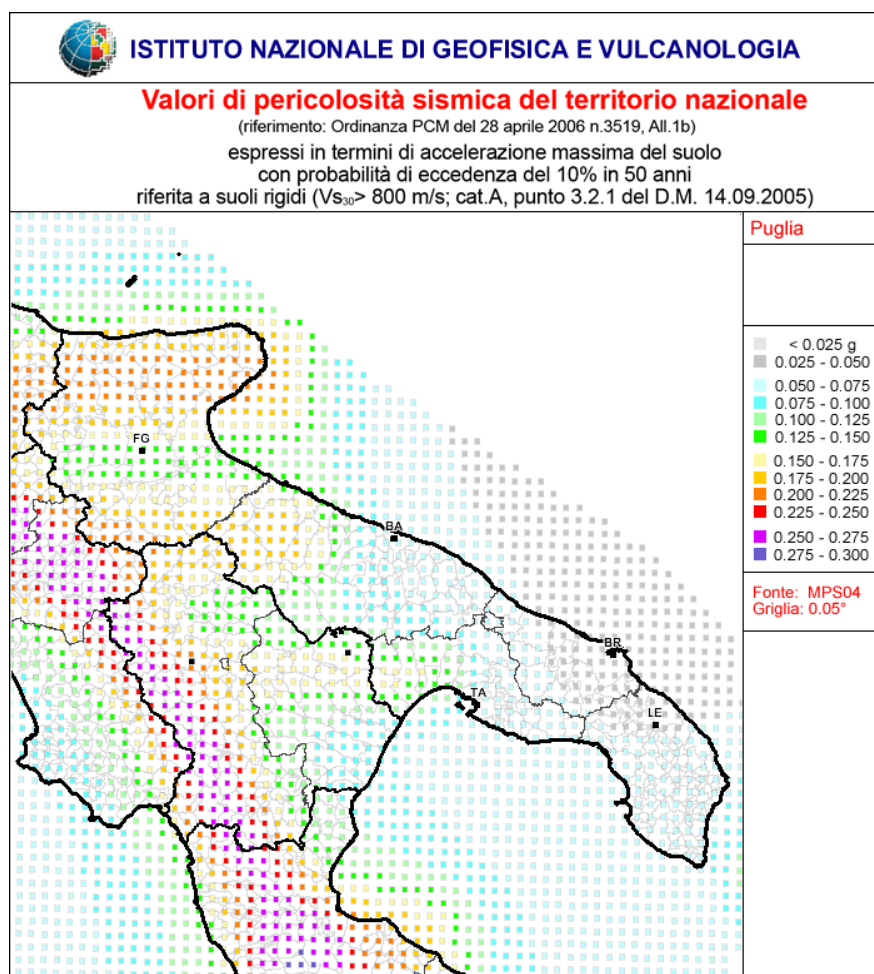 ISTITUTO NAZIONALE DI GEOFISICA E VULCANOLOGIA
Valori di pericolosità sismica del territorio nazionale
(riferimento: Ordinanza PCM del 28 aprile 2006 n.3519, All.1b)
espressi in termini di accelerazione massima del suolo
con probabilità di eccedenza del 10% in 50 anni
riferita a suoli rigidi (Vs₃₀> 800 m/s; cat.A, punto 3.2.1 del D.M. 14.09.2005)
Puglia
< 0.025 g
0.025 - 0.050
0.050 - 0.075
0.075 - 0.100
0.100 - 0.125
0.125 - 0.150
0.150 - 0.175
0.175 - 0.200
0.200 - 0.225
0.225 - 0.250
0.250 - 0.275
0.275 - 0.300
Fonte: MPS04
Griglia: 0.05°
FG
BA
BR
TA
LE